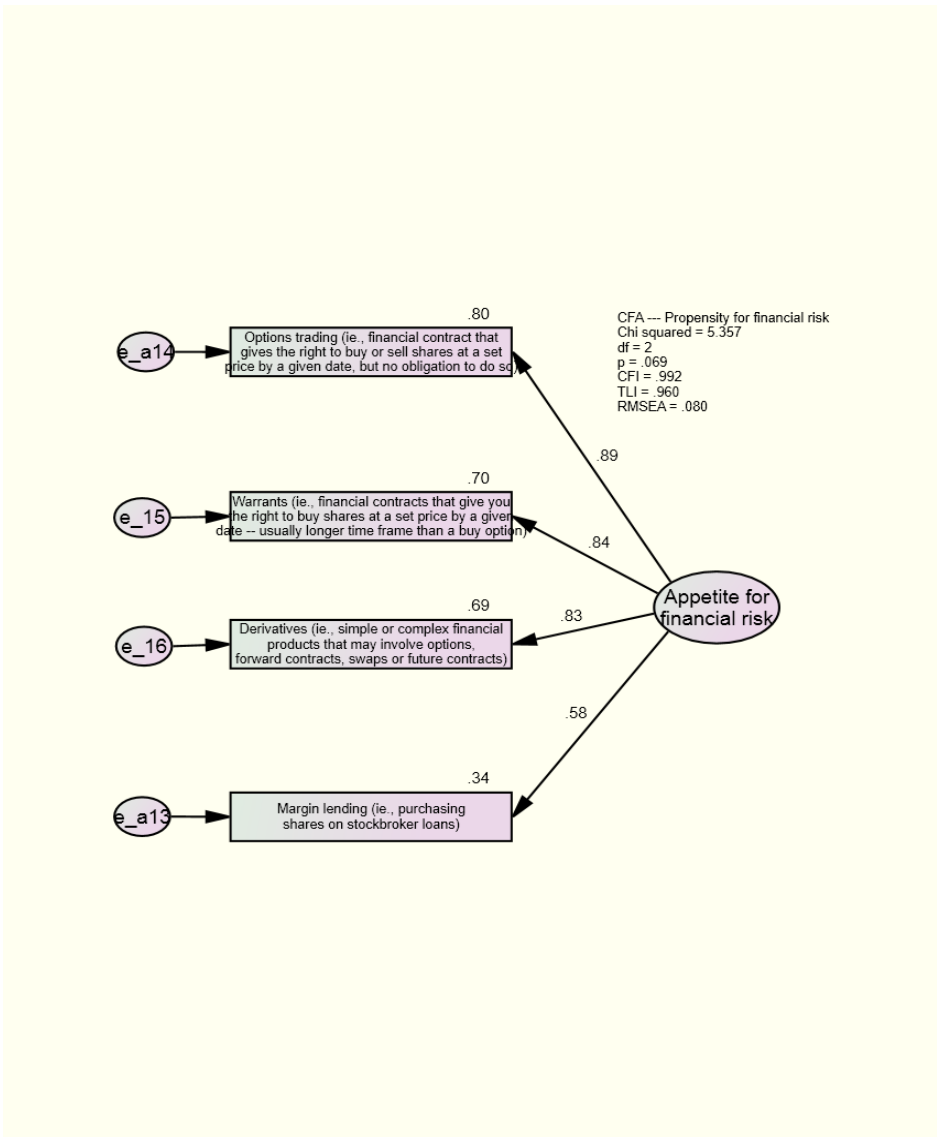 .80
CFA --- Propensity for financial risk
Chi squared = 5.357
df = 2
p = .069
CFI = .992
TLI = .960
RMSEA = .080
e_a14
Options trading (ie., financial contract that
gives the right to buy or sell shares at a set
price by a given date, but no obligation to do so)
.89
.70
e_15
Warrants (ie., financial contracts that give you
the right to buy shares at a set price by a given
date -- usually longer time frame than a buy option)
.84
Appetite for
financial risk
.69
.83
e_16
Derivatives (ie., simple or complex financial
products that may involve options,
forward contracts, swaps or future contracts)
.58
.34
e_a13
Margin lending (ie., purchasing
shares on stockbroker loans)